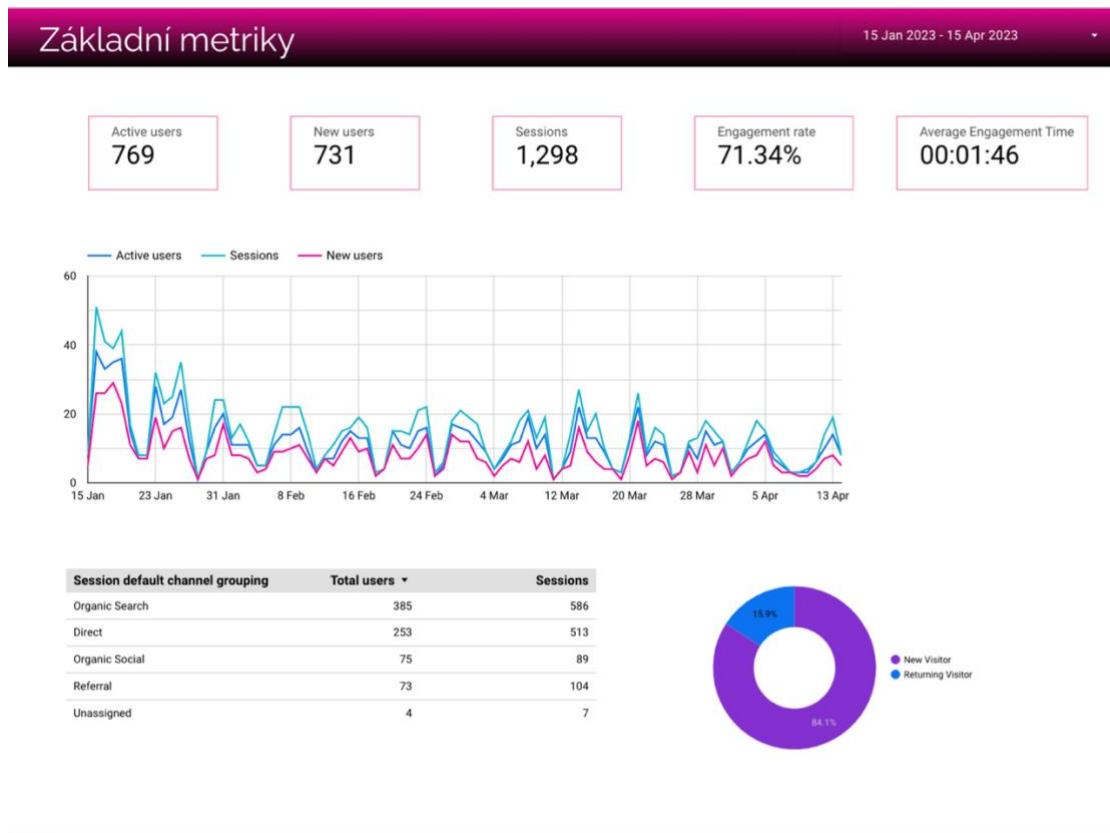 Základní metriky
15 Jan 2023 - 15 Apr 2023
Active users
769
New users
731
Sessions
1,298
Engagement rate
71.34%
Average Engagement Time
00:01:46
Active users Sessions New users
60
40
20
0
15 Jan 23 Jan 31 Jan 8 Feb 16 Feb 24 Feb 4 Mar 12 Mar 20 Mar 28 Mar 5 Apr 13 Apr
Session default channel grouping Total users Sessions
Organic Search 385 586
Direct 253 513
Organic Social 75 89
Referral 73 104
Unassigned 4 7
15.9%
84.1%
New Visitor
Returning Visitor